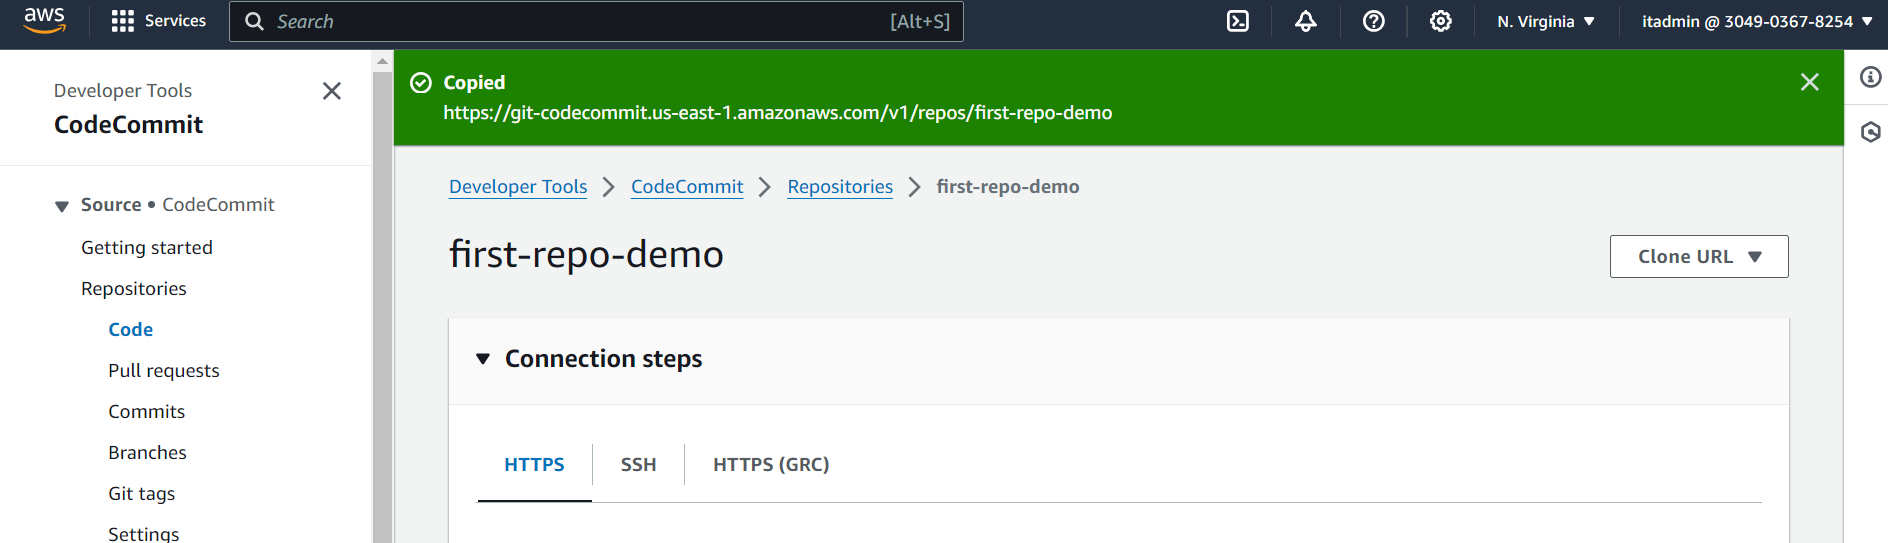 aws
Services
Search
[Alt+S]
N. Virginia
itadmin @ 3049-0367-8254
Developer Tools
CodeCommit
Source • CodeCommit
Getting started
Repositories
Code
Pull requests
Commits
Branches
Git tags
Settings
Copied
https://git-codecommit.us-east-1.amazonaws.com/v1/repos/first-repo-demo
Developer Tools > CodeCommit > Repositories > first-repo-demo
first-repo-demo
Clone URL
Connection steps
HTTPS
SSH
HTTPS (GRC)